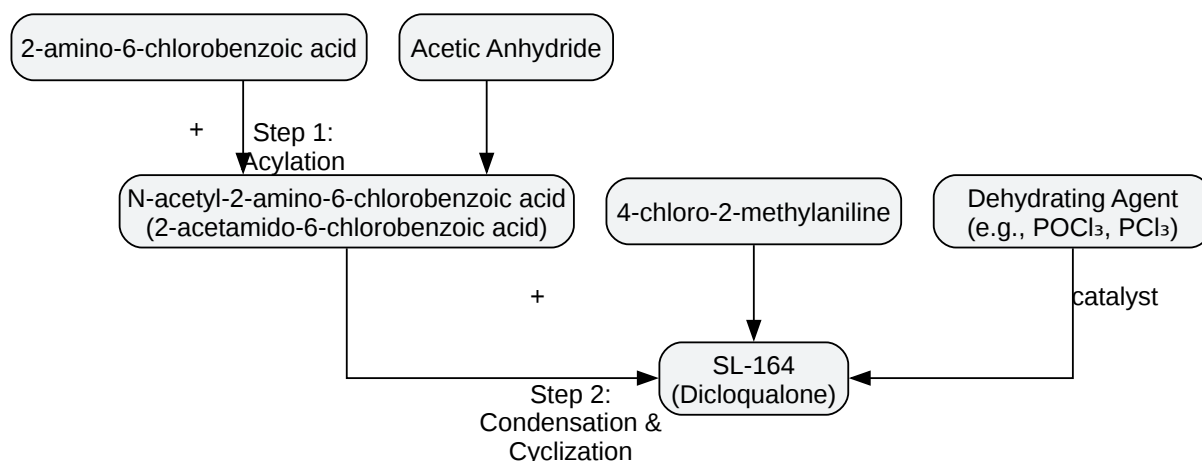 2-amino-6-chlorobenzoic acid
Acetic Anhydride
+
Step 1:
Acylation
N-acetyl-2-amino-6-chlorobenzoic acid
(2-acetamido-6-chlorobenzoic acid)
4-chloro-2-methylaniline
Dehydrating Agent
(e.g., POCl₃, PCl₃)
+
catalyst
SL-164
(Dicloqualone)
Step 2:
Condensation &
Cyclization